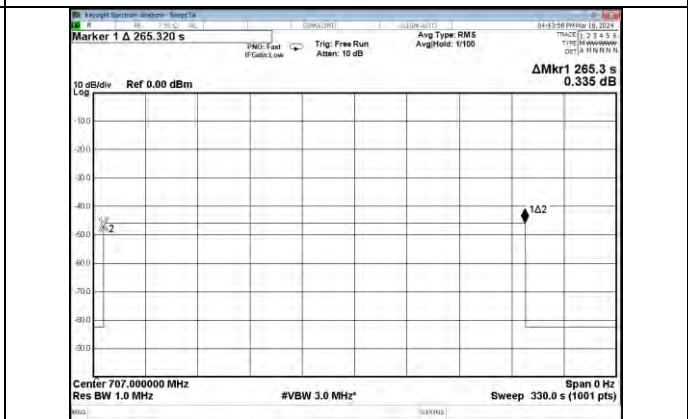 Keysight Spectrum Analyzer - Swept SA
04:43:58 PM Mar 18, 2024
Marker 1 Δ 265.320 s
Avg Type: RMS
TRACE 1 2 3 4 5 6
PNO: Fast
Trig: Free Run
Avg|Hold: 1/100
TYPE M
IFGain:Low
Atten: 10 dB
DET A N N N N N
ΔMkr1 265.3 s
0.335 dB
10 dB/div Ref 0.00 dBm
Log
-10.0
-20.0
-30.0
-40.0
-50.0
-60.0
-70.0
-80.0
-90.0
1Δ2
2
Center 707.000000 MHz
Span 0 Hz
Res BW 1.0 MHz
#VBW 3.0 MHz*
Sweep 330.0 s (1001 pts)
MSG
STATUS